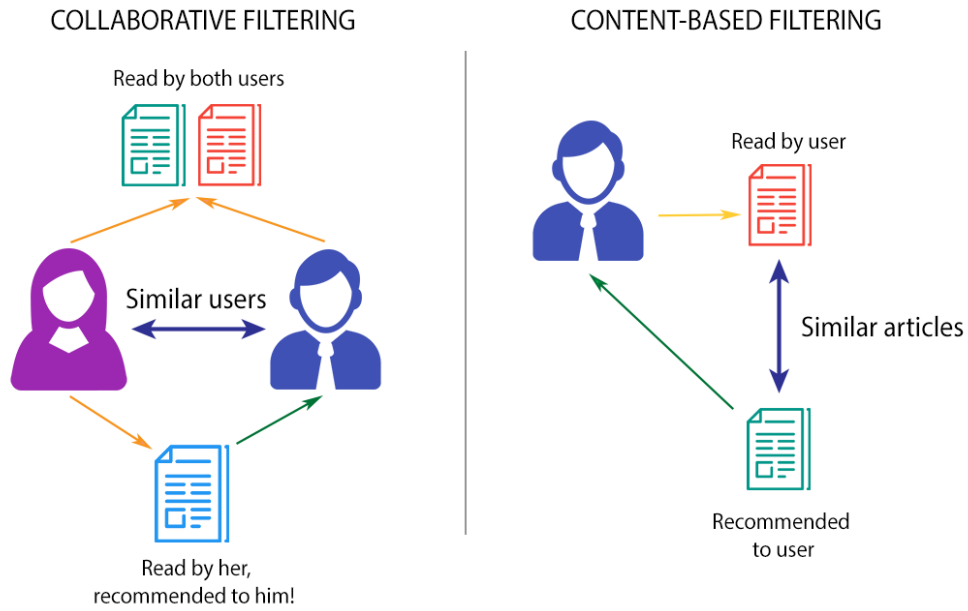 COLLABORATIVE FILTERING
Read by both users
Similar users
Read by her,
recommended to him!
CONTENT-BASED FILTERING
Read by user
Similar articles
Recommended
to user